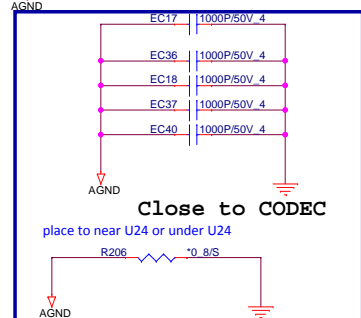 AGND
EC17 1000P/50V_4
EC36 1000P/50V_4
EC18 1000P/50V_4
EC37 1000P/50V_4
EC40 1000P/50V_4
AGND
Close to CODEC
place to near U24 or under U24
R206 *0_8/S
AGND